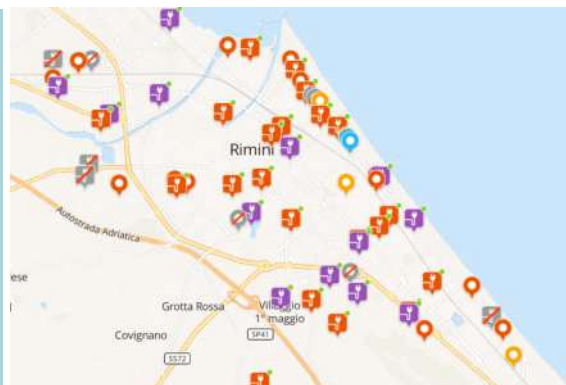 Rimini
Autostrada Adriatica
ese
Grotta Rossa
Villaggio
1° maggio
SP41
Covignano
SS72